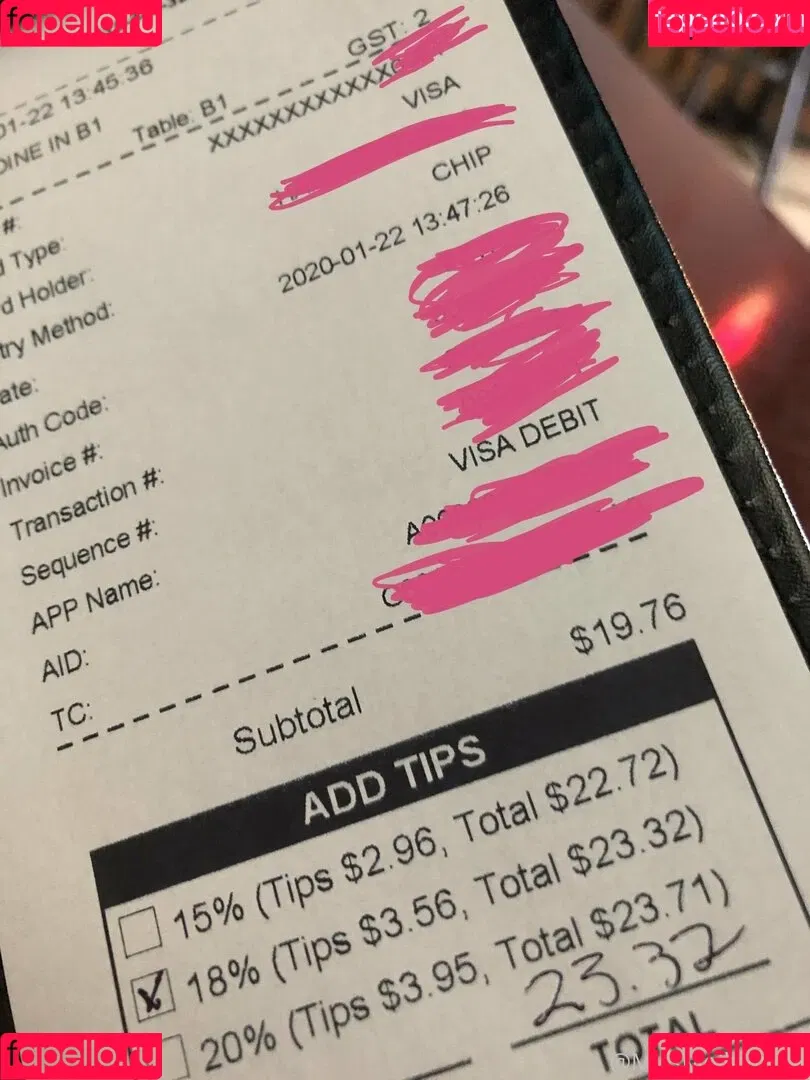 fapello.ru fapello.ru
GST: 2
01-22 13:45:36
DINE IN B1 Table: B1
XXXXXXXXXXXX
#:
VISA
d Type:
d Holder:
CHIP
try Method:
2020-01-22 13:47:26
ate:
Auth Code:
Invoice #:
Transaction #:
Sequence #:
VISA DEBIT
APP Name:
AID:
TC:
Subtotal $19.76
ADD TIPS
15% (Tips $2.96, Total $22.72)
18% (Tips $3.56, Total $23.32)
20% (Tips $3.95, Total $23.71)
23.32
TOTAL
fapello.ru fapello.ru